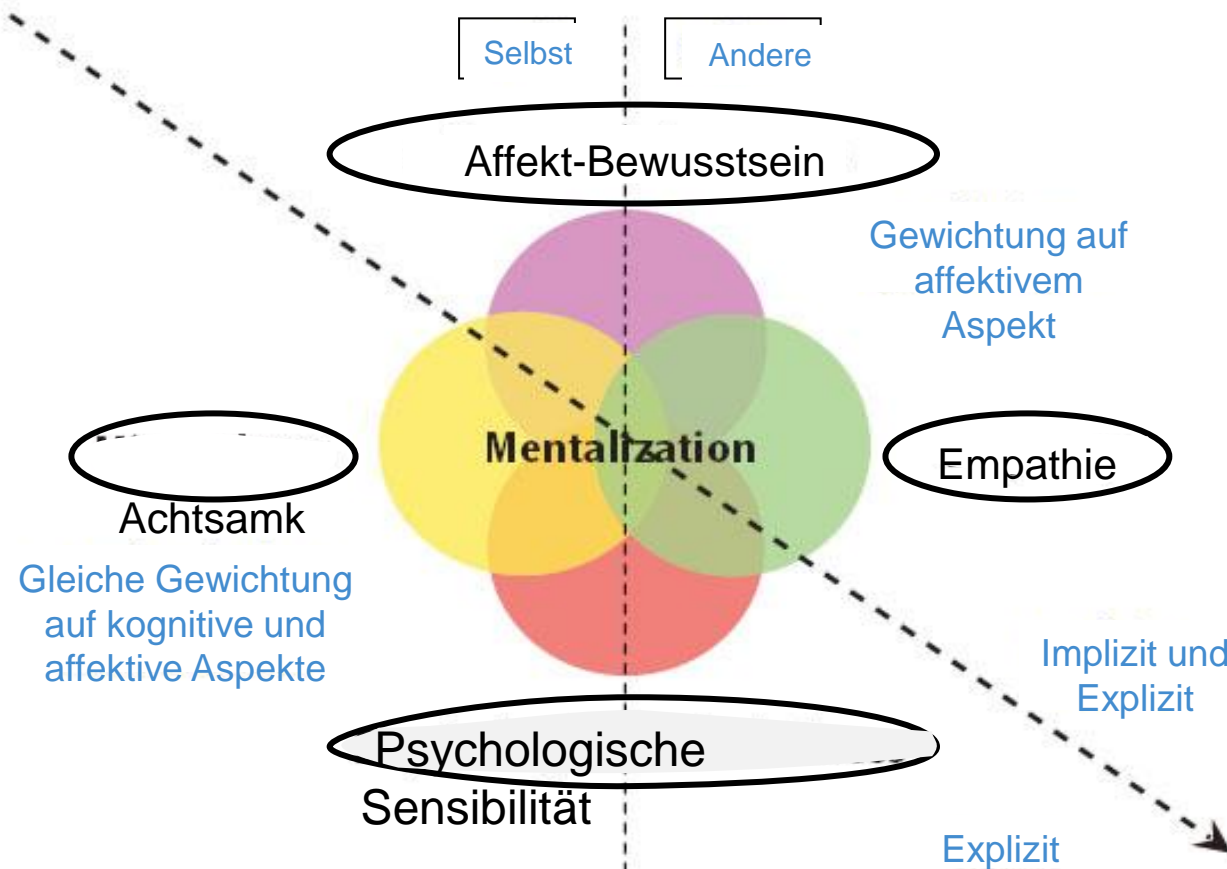 Selbst
Andere
Affekt-Bewusstsein
Gewichtung auf
affektivem
Aspekt
Mentalization
Empathie
Achtsamk
Gleiche Gewichtung
auf kognitive und
affektive Aspekte
Implizit und
Explizit
Psychologische
Sensibilität
Explizit